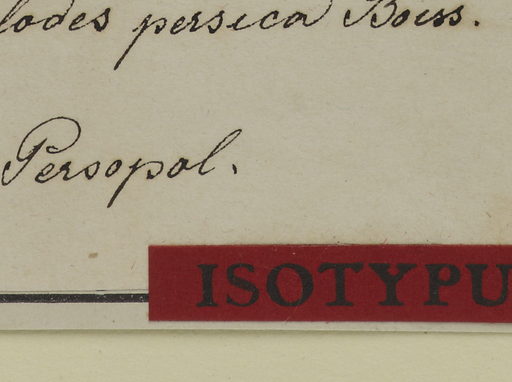 lodes persica Boiss.
Persopol.
ISOTYPU